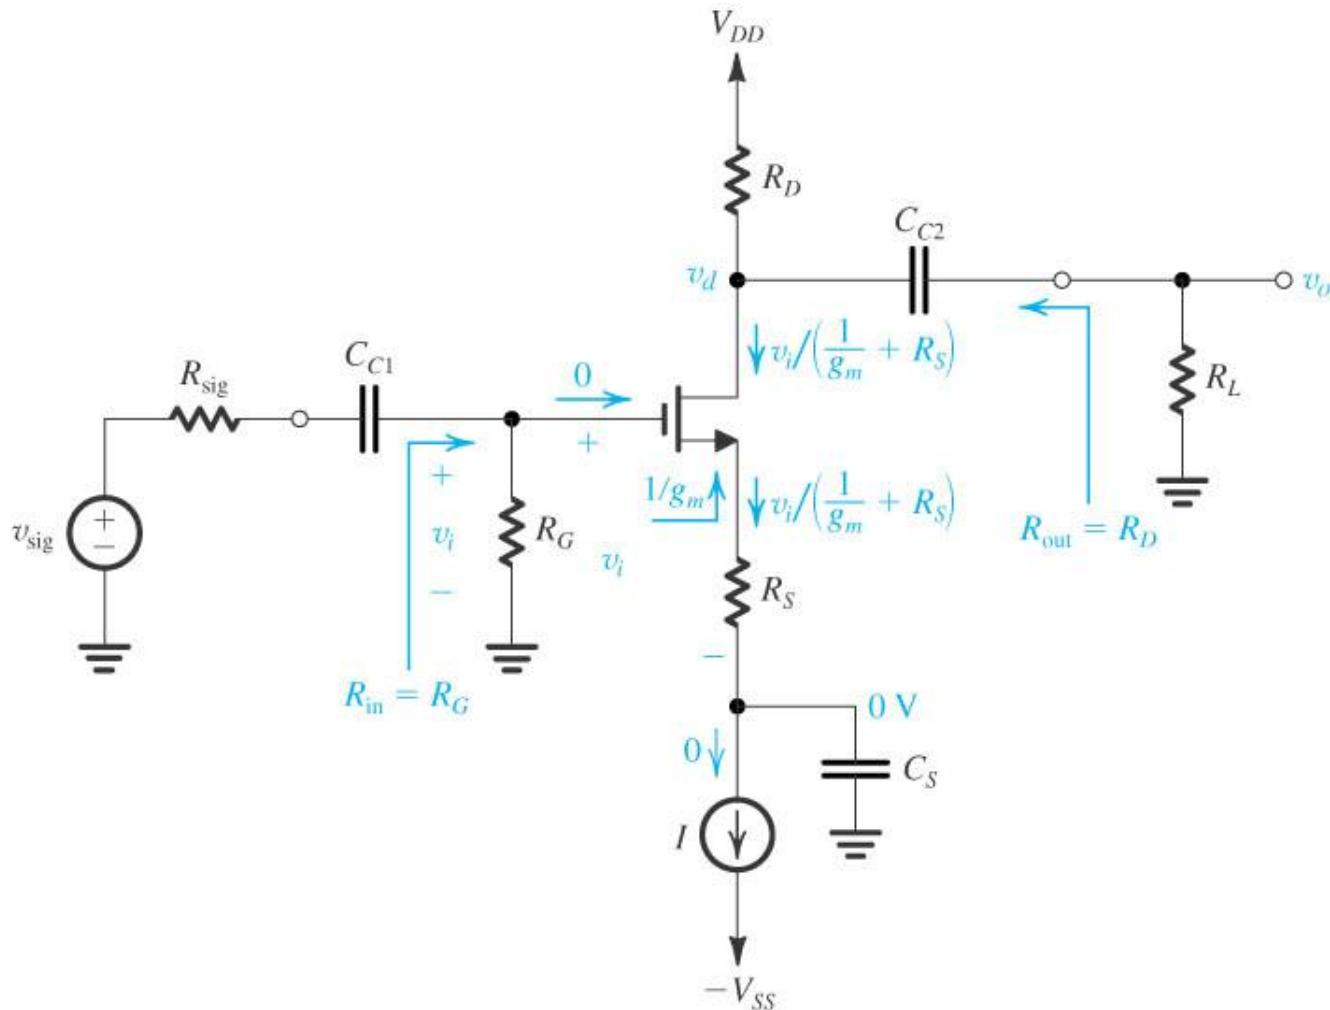 V_DD
R_D
C_C2
v_d
v_o
v_i/(1/g_m + R_S)
C_C1
R_sig
0
R_L
+
+
1/g_m
v_i/(1/g_m + R_S)
+
−
v_sig
v_i
R_G
v_i
R_out = R_D
−
R_S
−
R_in = R_G
0 V
0
C_S
I
−V_SS